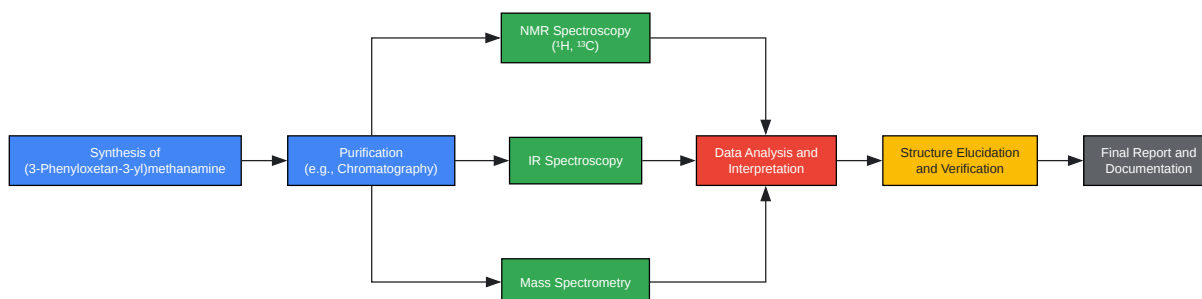 NMR Spectroscopy
(¹H, ¹³C)
Synthesis of
(3-Phenyloxetan-3-yl)methanamine
Purification
(e.g., Chromatography)
IR Spectroscopy
Data Analysis and
Interpretation
Structure Elucidation
and Verification
Final Report and
Documentation
Mass Spectrometry